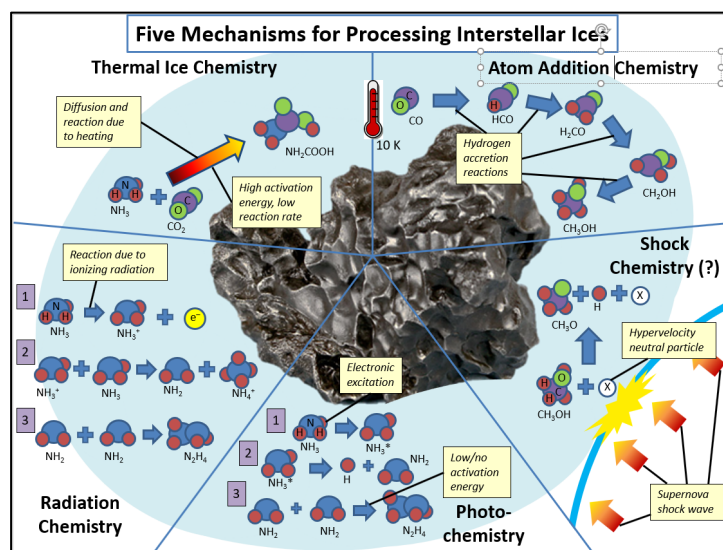 Five Mechanisms for Processing Interstellar Ices
Thermal Ice Chemistry
Diffusion and
reaction due
to heating
NH₂COOH
N
H H
NH₃
C
O
CO₂
High activation
energy, low
reaction rate
10 K
Atom Addition Chemistry
C
O
CO
H
HCO
H₂CO
Hydrogen
accretion
reactions
CH₂OH
CH₃OH
Shock
Chemistry (?)
CH₃O
H
X
Hypervelocity
neutral particle
H O
H C
H
CH₃OH
X
Supernova
shock wave
Reaction due to
ionizing radiation
1
N
H H
NH₃
NH₃⁺
e⁻
2
NH₃⁺
NH₃
NH₂
NH₄⁺
3
NH₂
NH₂
N₂H₄
Radiation
Chemistry
Electronic
excitation
1
N
H H
NH₃
NH₃*
2
NH₃*
H
NH₂
Low/no
activation
energy
3
NH₂
NH₂
N₂H₄
Photo-
chemistry